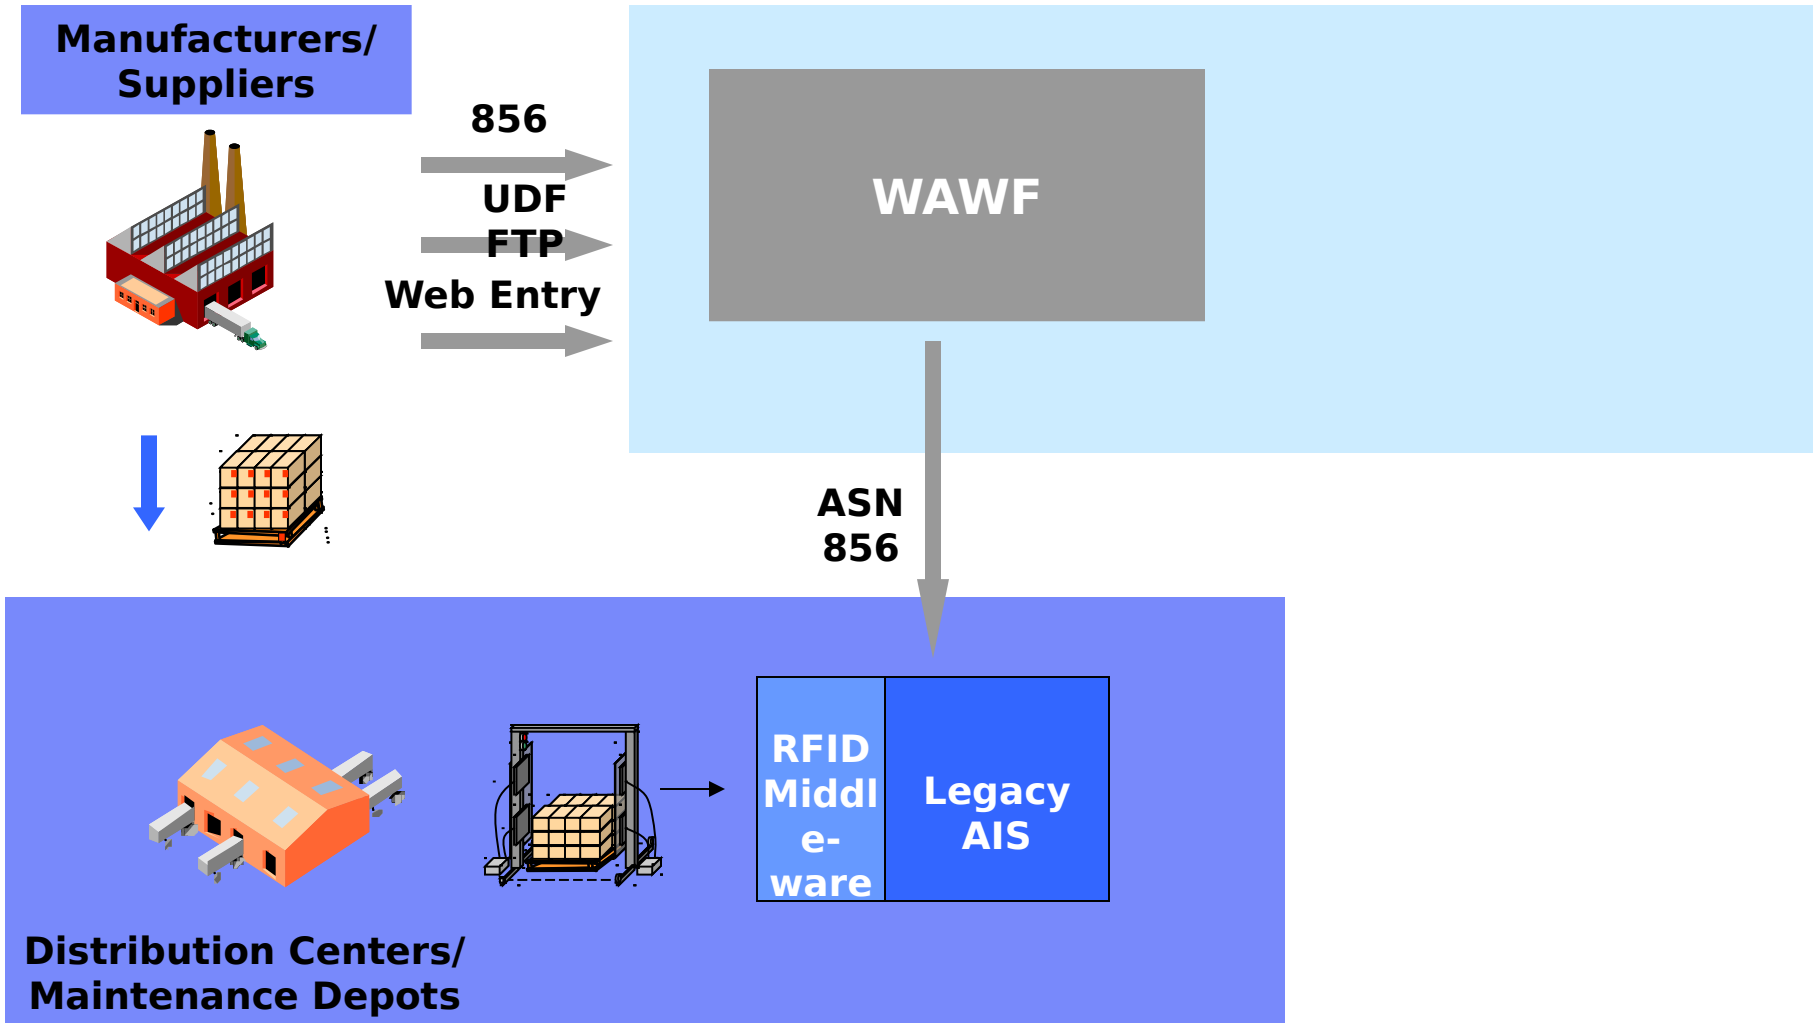 Manufacturers/
Suppliers
856
UDF
FTP
Web Entry
WAWF
ASN
856
RFID
Middl
e-
ware
Legacy
AIS
Distribution Centers/
Maintenance Depots